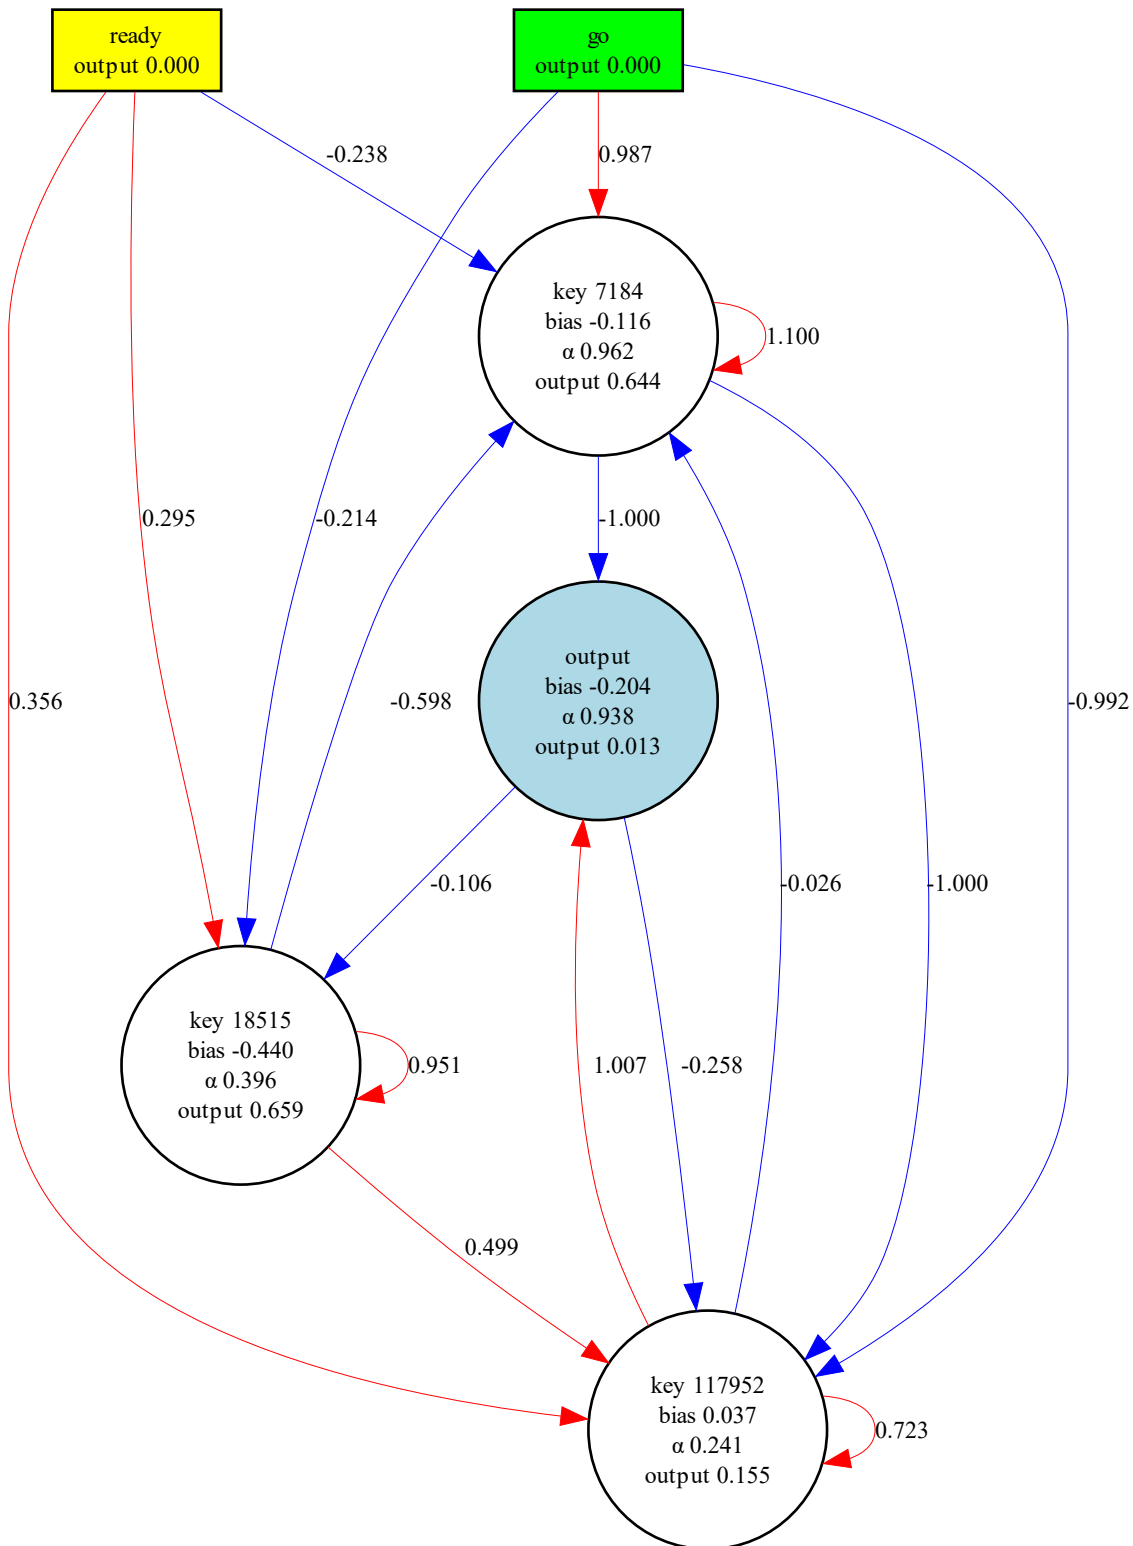 ready
output 0.000
go
output 0.000
-0.238
0.987
key 7184
bias -0.116
α 0.962
output 0.644
1.100
0.295
-0.214
-1.000
output
bias -0.204
α 0.938
output 0.013
0.356
-0.598
-0.992
-0.106
-0.026
-1.000
key 18515
bias -0.440
α 0.396
output 0.659
0.951
1.007
-0.258
0.499
key 117952
bias 0.037
α 0.241
output 0.155
0.723